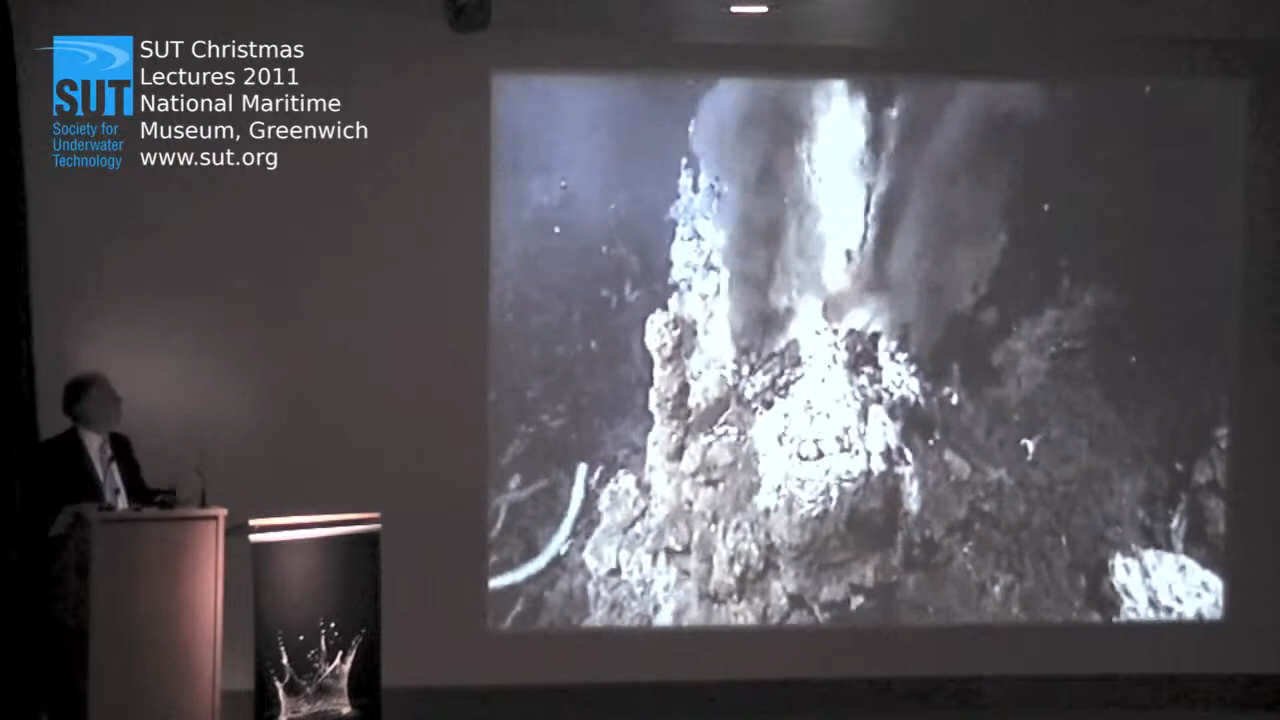 SUT
Society for
Underwater
Technology
SUT Christmas
Lectures 2011
National Maritime
Museum, Greenwich
www.sut.org